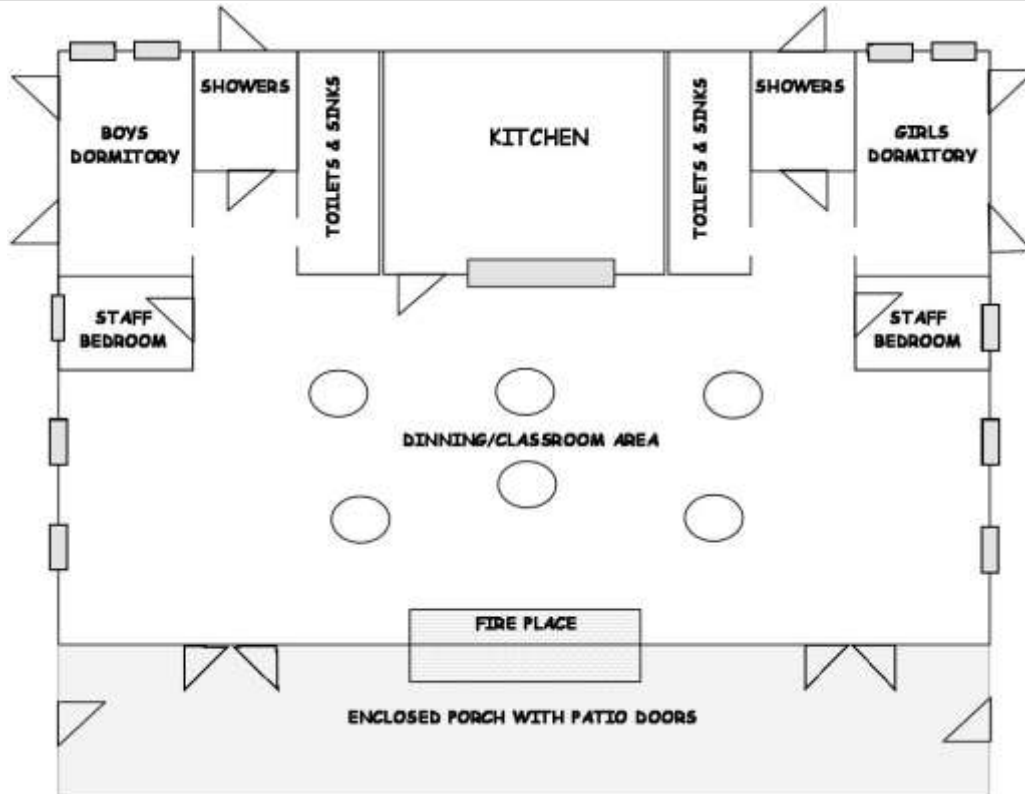 SHOWERS
TOILETS & SINKS
KITCHEN
TOILETS & SINKS
SHOWERS
BOYS
DORMITORY
GIRLS
DORMITORY
STAFF
BEDROOM
STAFF
BEDROOM
DINNING/CLASSROOM AREA
FIRE PLACE
ENCLOSED PORCH WITH PATIO DOORS